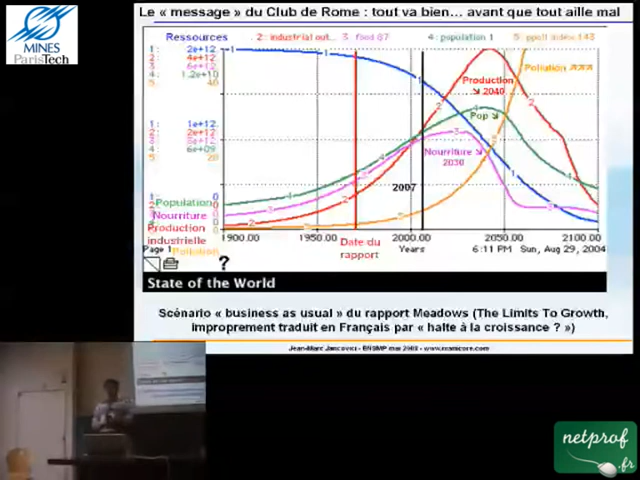 Le « message » du Club de Rome : tout va bien… avant que tout aille mal
MINES
ParisTech
Ressources
2: industrial out... 3 food 87 4: population 1 5: ppoll index 143
1: 2e+12
2: 4e+12
3: 6e+12
4: 1.2e+10
5: 40
Pollution
Production
↘ 2040
Pop ↘
1: 1e+12
2: 2e+12
3: 3e+12
4: 6e+09
5: 20
Nourriture ↘
2030
2007
Population
Nourriture
Production
industrielle
Pollution
1900.00 1950.00 2000.00 2050.00 2100.00
Page 1
Date du
rapport
Years
6:11 PM Sun, Aug 29, 2004
?
State of the World
Scénario « business as usual » du rapport Meadows (The Limits To Growth,
improprement traduit en Français par « halte à la croissance ? »)
Jean-Marc Jancovici - ENSMP mai 2008 - www.manicore.com
netprof
.fr